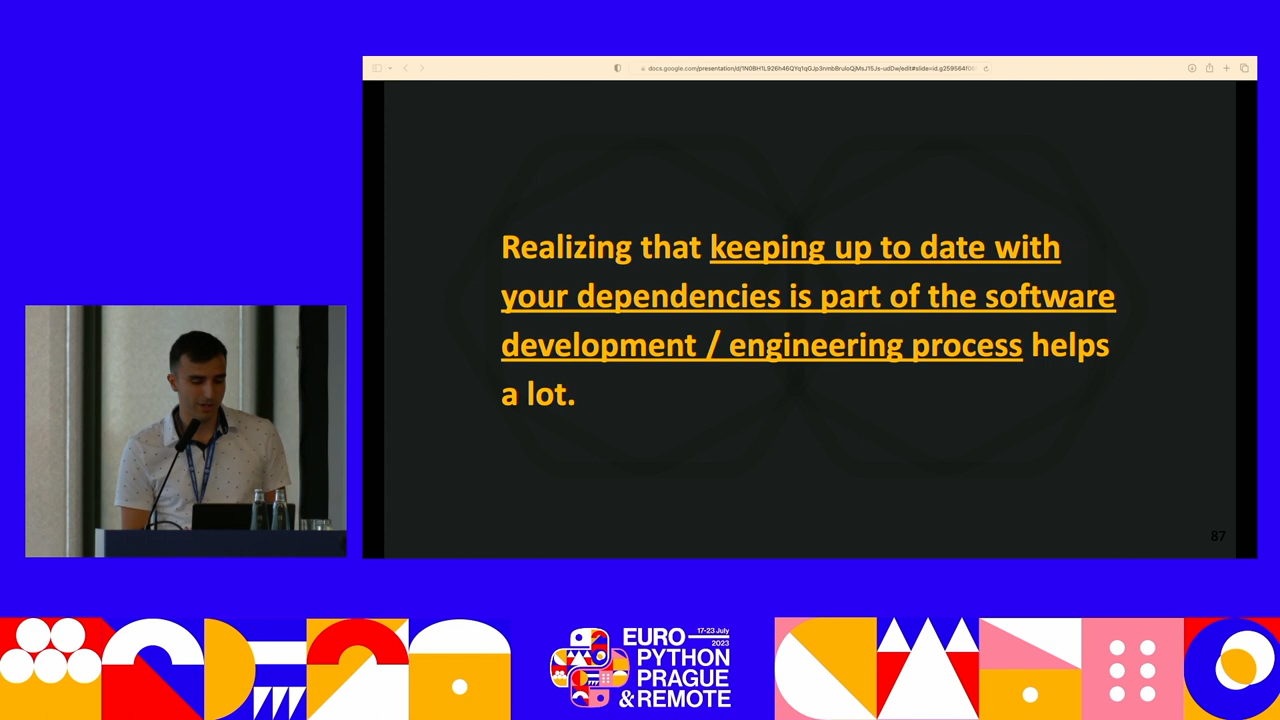 Realizing that keeping up to date with
your dependencies is part of the software
development / engineering process helps
a lot.
87
EURO
17-23 July
2023
PYTHON
PRAGUE
& REMOTE